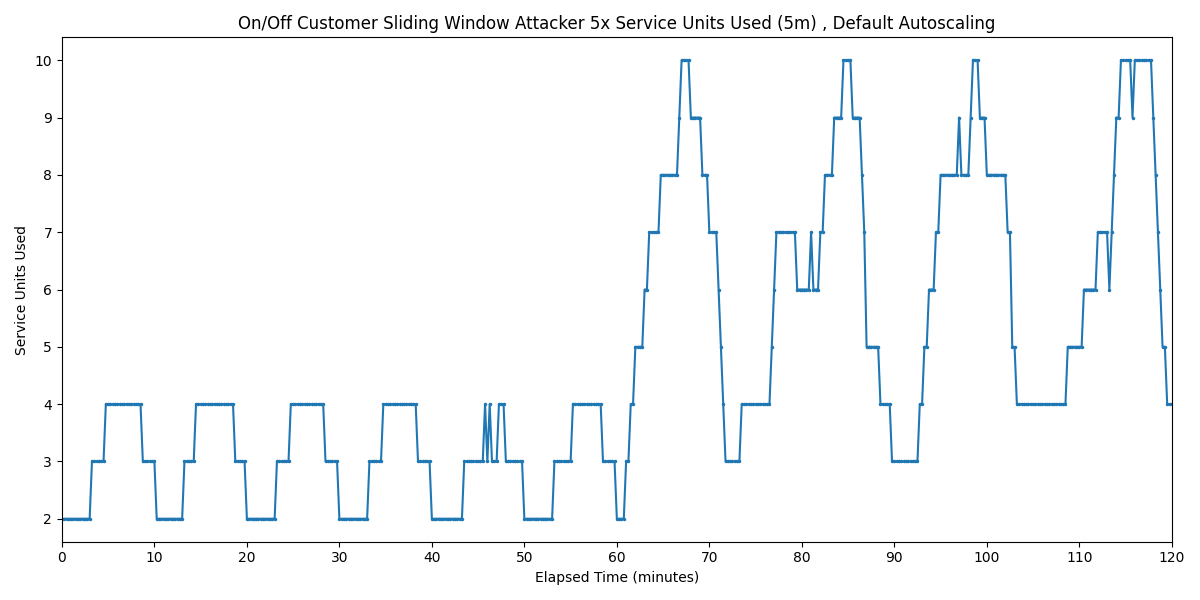 On/Off Customer Sliding Window Attacker 5x Service Units Used (5m) , Default Autoscaling
10
9
8
7
6
5
4
3
2
Service Units Used
0 10 20 30 40 50 60 70 80 90 100 110 120
Elapsed Time (minutes)